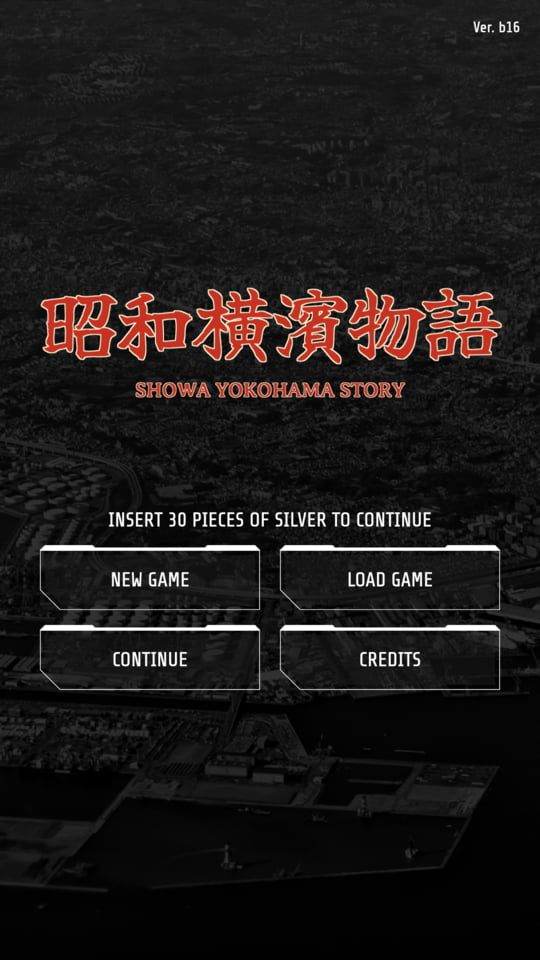 Ver. b16
昭和横濱物語
SHOWA YOKOHAMA STORY
INSERT 30 PIECES OF SILVER TO CONTINUE
NEW GAME
LOAD GAME
CONTINUE
CREDITS